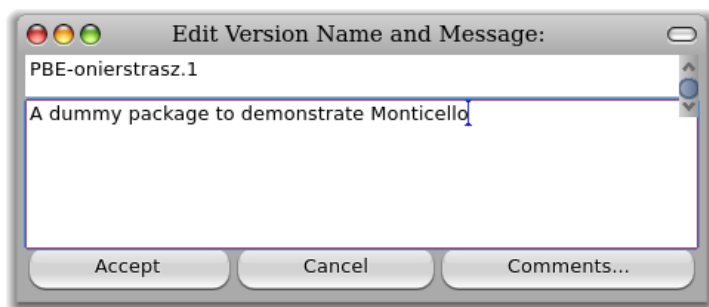 Edit Version Name and Message:
PBE-onierstrasz.1
A dummy package to demonstrate Monticello
Accept
Cancel
Comments...